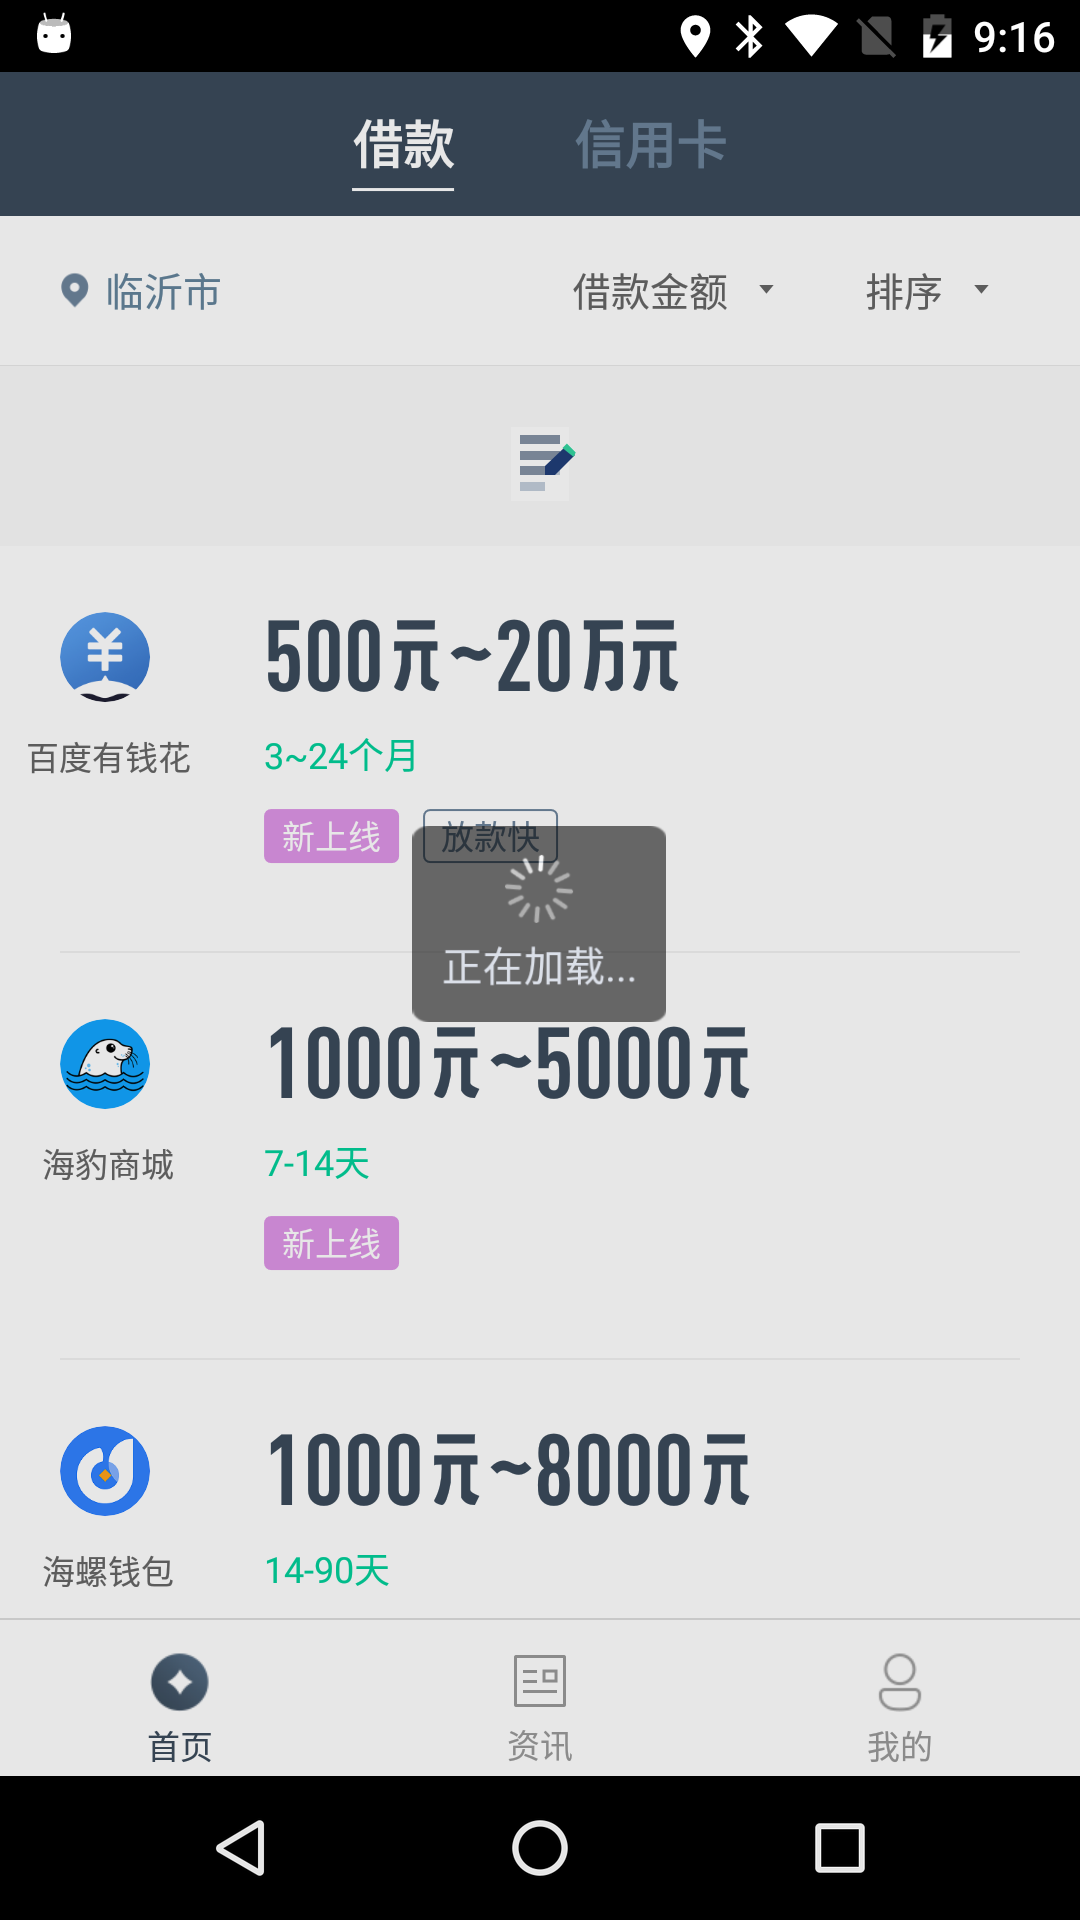 9:16
借款 信用卡
临沂市 借款金额 排序
500元~20万元
百度有钱花 3~24个月
新上线 放款快
正在加载...
1000元~5000元
海豹商城 7-14天
新上线
1000元~8000元
海螺钱包 14-90天
首页 资讯 我的